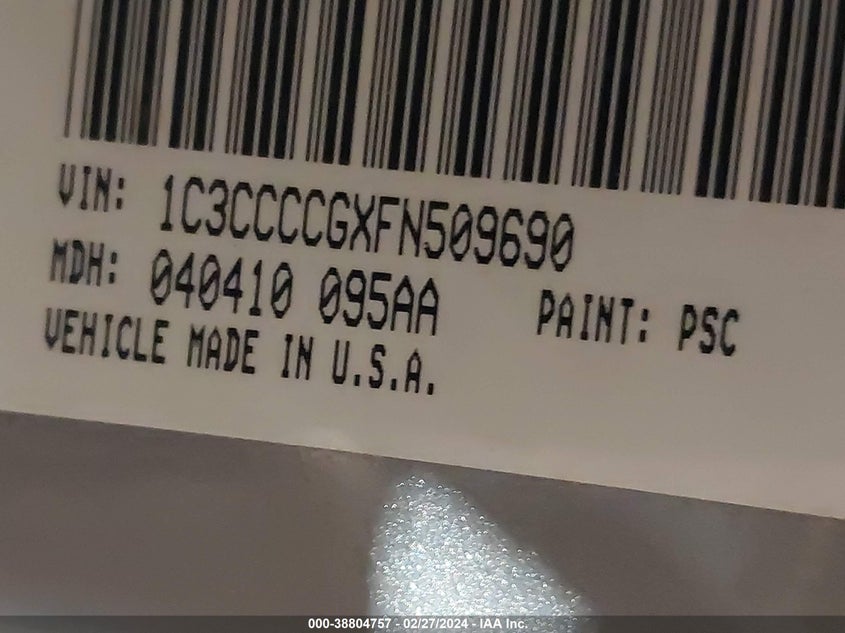 VIN: 1C3CCCCGXFN509690
MDH: 040410 095AA PAINT: PSC
VEHICLE MADE IN U.S.A.
000-38804757 - 02/27/2024 - IAA Inc.